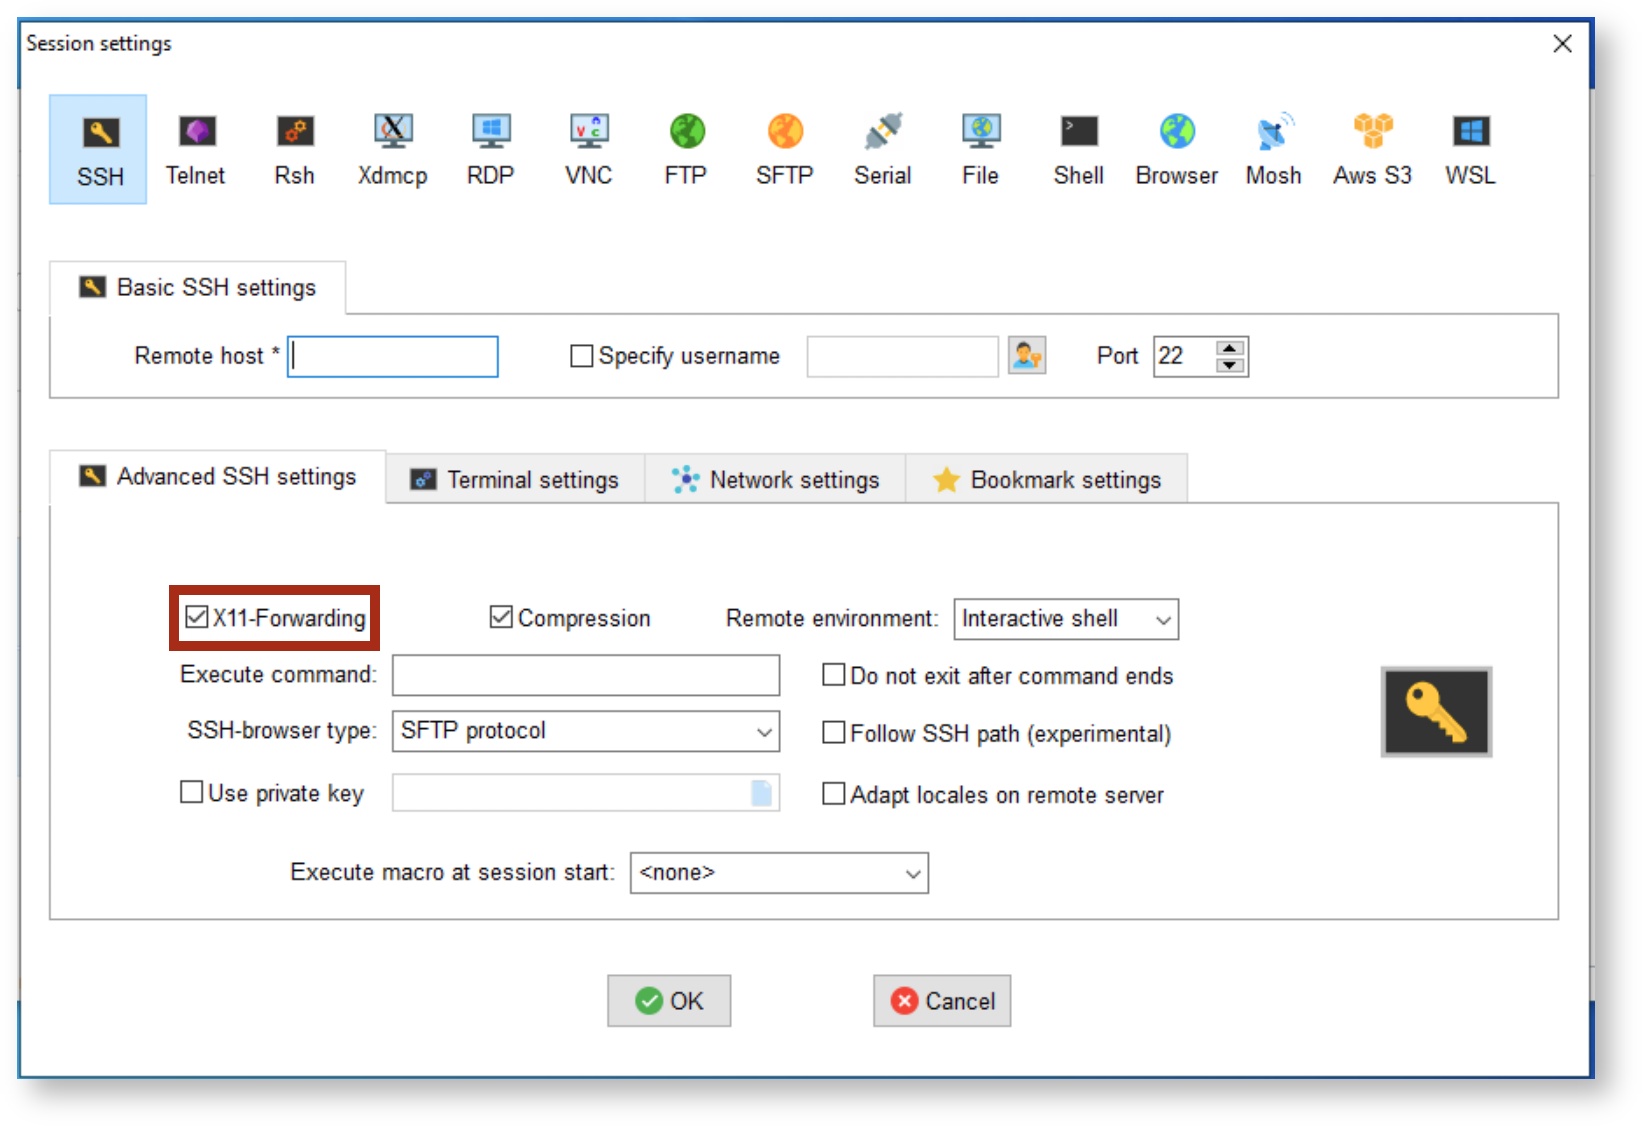 Session settings
SSH Telnet Rsh Xdmcp RDP VNC FTP SFTP Serial File Shell Browser Mosh Aws S3 WSL
Basic SSH settings
Remote host * Specify username Port 22
Advanced SSH settings Terminal settings Network settings Bookmark settings
X11-Forwarding Compression Remote environment: Interactive shell
Execute command: Do not exit after command ends
SSH-browser type: SFTP protocol Follow SSH path (experimental)
Use private key Adapt locales on remote server
Execute macro at session start: <none>
OK Cancel